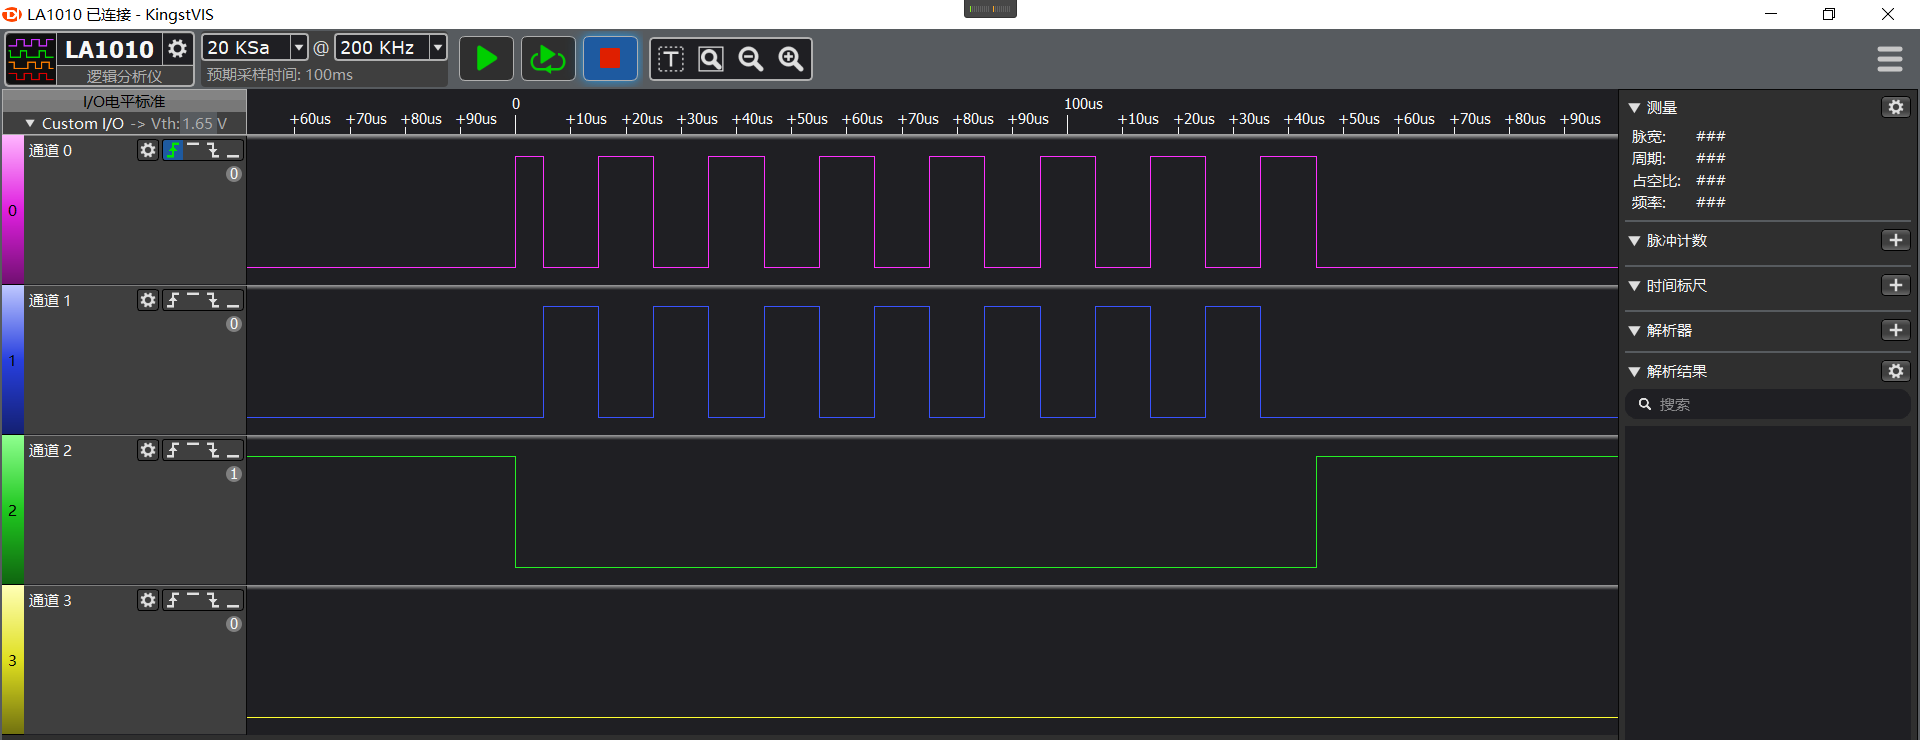 LA1010 已连接 - KingstVIS
LA1010
逻辑分析仪
20 KSa @ 200 KHz
预期采样时间: 100ms
I/O电平标准
Custom I/O -> Vth:1.65 V
0 100us
+60us +70us +80us +90us +10us +20us +30us +40us +50us +60us +70us +80us +90us +10us +20us +30us +40us +50us +60us +70us +80us +90us
通道 0
0
0
通道 1
0
1
通道 2
1
2
通道 3
0
3
测量
脉宽: ###
周期: ###
占空比: ###
频率: ###
脉冲计数
时间标尺
解析器
解析结果
搜索